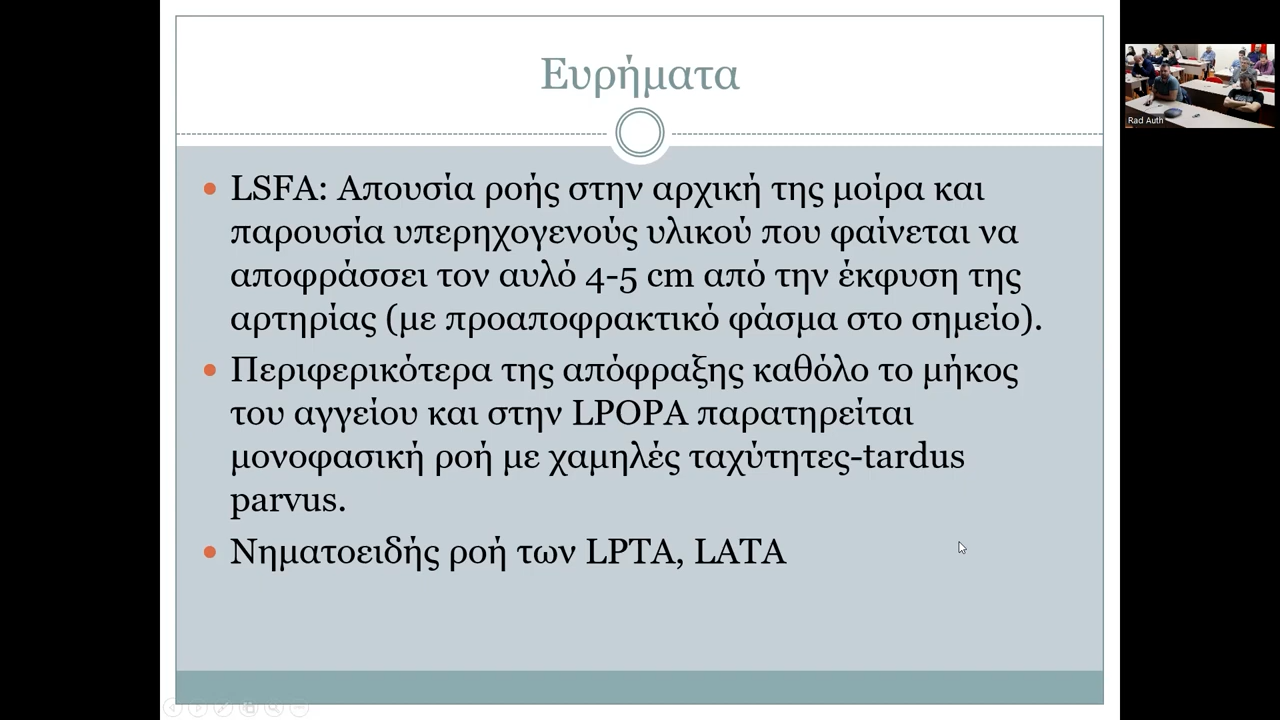 Ευρήματα
LSFA: Απουσία ροής στην αρχική της μοίρα και
παρουσία υπερηχογενούς υλικού που φαίνεται να
αποφράσσει τον αυλό 4-5 cm από την έκφυση της
αρτηρίας (με προαποφρακτικό φάσμα στο σημείο).
Περιφερικότερα της απόφραξης καθόλο το μήκος
του αγγείου και στην LPOPA παρατηρείται
μονοφασική ροή με χαμηλές ταχύτητες-tardus
parvus.
Νηματοειδής ροή των LPTA, LATA
Rad Auth